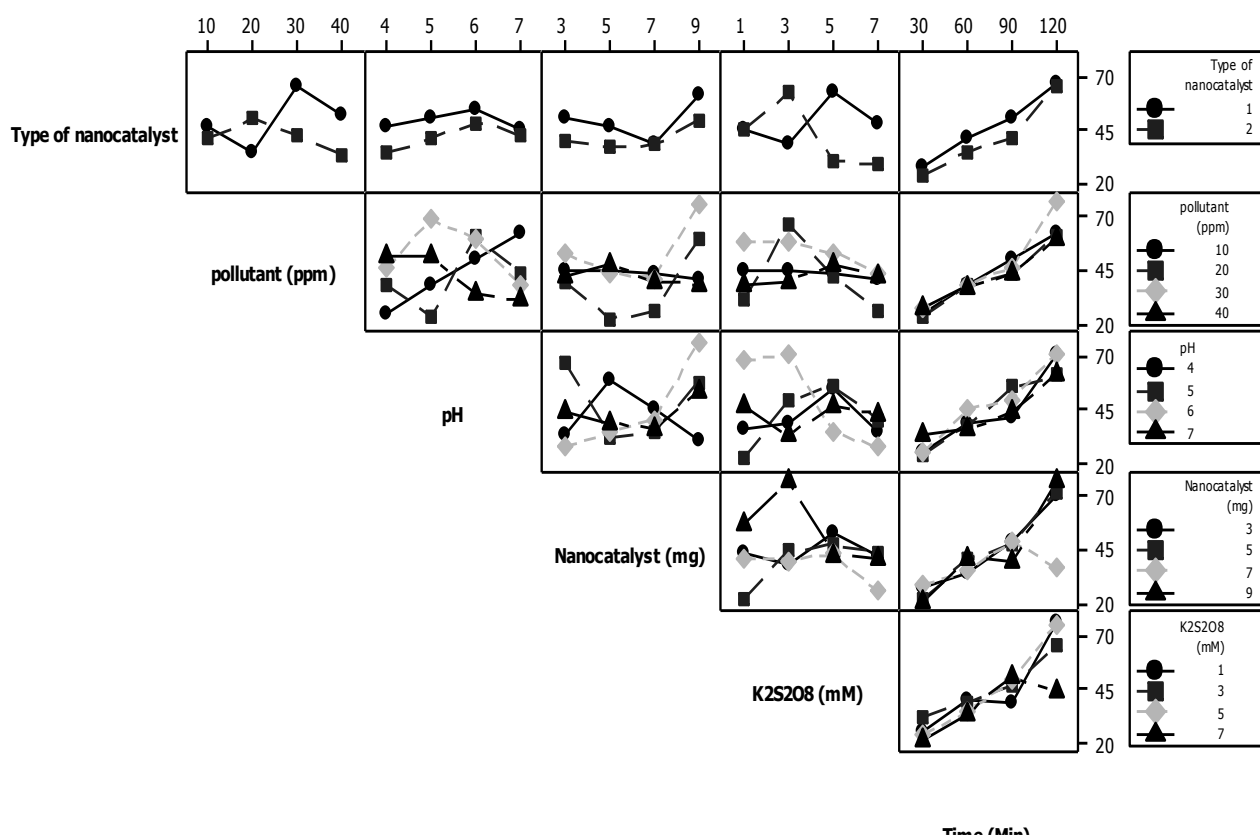 10 20 30 40 4 5 6 7 3 5 7 9 1 3 5 7 30 60 90 120
Type of nanocatalyst
70
45
20
Type of
nanocatalyst
1
2
pollutant (ppm)
70
45
20
pollutant
(ppm)
10
20
30
40
pH
70
45
20
pH
4
5
6
7
Nanocatalyst (mg)
70
45
20
Nanocatalyst
(mg)
3
5
7
9
K2S2O8 (mM)
70
45
20
K2S2O8
(mM)
1
3
5
7
Time (Min)